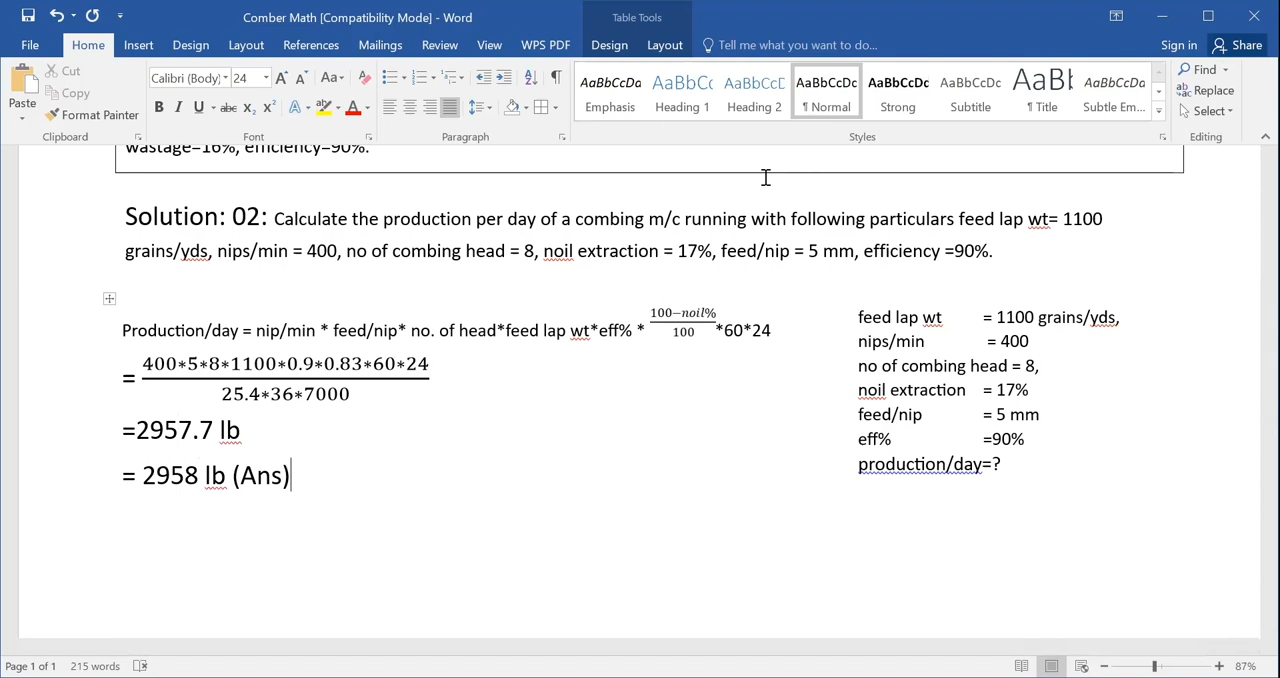 Comber Math [Compatibility Mode] - Word
Table Tools
File Home Insert Design Layout References Mailings Review View WPS PDF Design Layout Tell me what you want to do... Sign in Share
Paste Cut Copy Format Painter
Clipboard
Calibri (Body) 24
Font
Paragraph
AaBbCcDc AaBbCc AaBbCcD AaBbCcDc AaBbCcDc AaBbCcDc AaBb AaBbCcDa
Emphasis Heading 1 Heading 2 ¶ Normal Strong Subtitle ¶ Title Subtle Em...
Styles
Find
Replace
Select
Editing
wastage=16%, efficiency=90%.
Solution: 02: Calculate the production per day of a combing m/c running with following particulars feed lap wt= 1100
grains/yds, nips/min = 400, no of combing head = 8, noil extraction = 17%, feed/nip = 5 mm, efficiency =90%.
Production/day = nip/min * feed/nip* no. of head*feed lap wt*eff% * 100−noil%/100 *60*24
= 400*5*8*1100*0.9*0.83*60*24
25.4*36*7000
=2957.7 lb
= 2958 lb (Ans)
feed lap wt = 1100 grains/yds,
nips/min = 400
no of combing head = 8,
noil extraction = 17%
feed/nip = 5 mm
eff% =90%
production/day=?
Page 1 of 1 215 words 87%